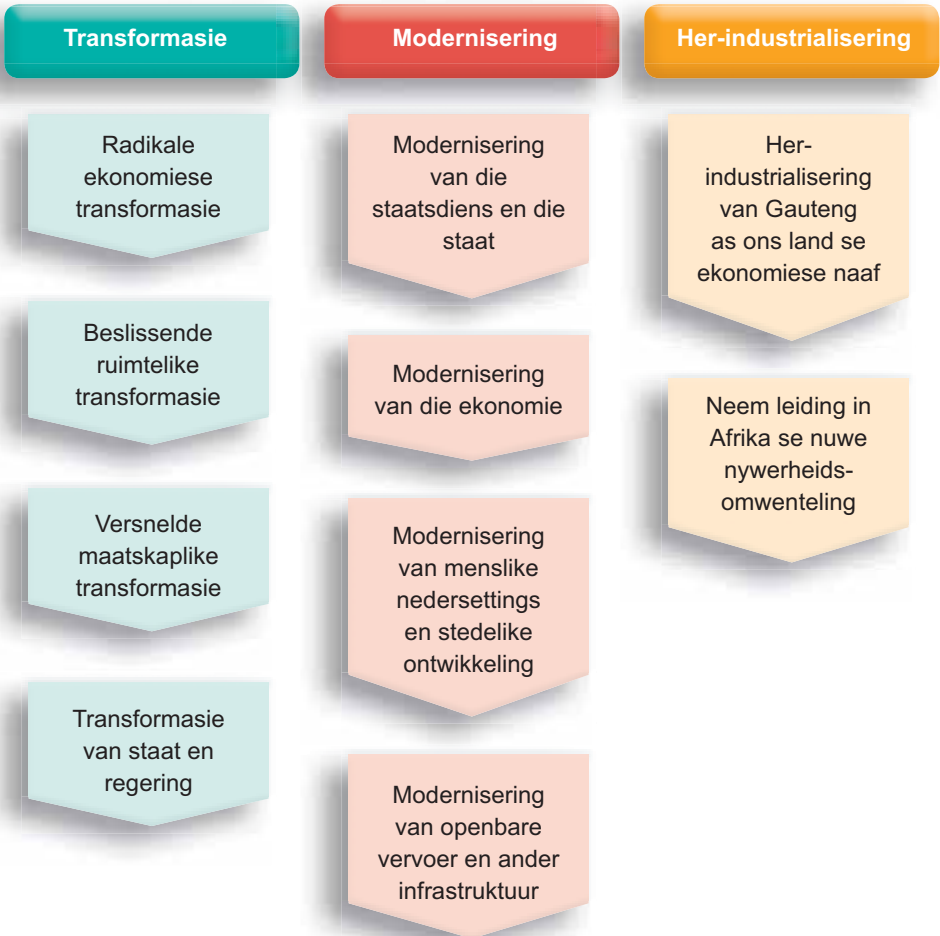 Transformasie
Radikale
ekonomiese
transformasie
Beslissende
ruimtelike
transformasie
Versnelde
maatskaplike
transformasie
Transformasie
van staat en
regering
Modernisering
Modernisering
van die
staatsdiens en die
staat
Modernisering
van die ekonomie
Modernisering
van menslike
nedersettings
en stedelike
ontwikkeling
Modernisering
van openbare
vervoer en ander
infrastruktuur
Her-industrialisering
Her-
industrialisering
van Gauteng
as ons land se
ekonomiese naaf
Neem leiding in
Afrika se nuwe
nywerheids-
omwenteling